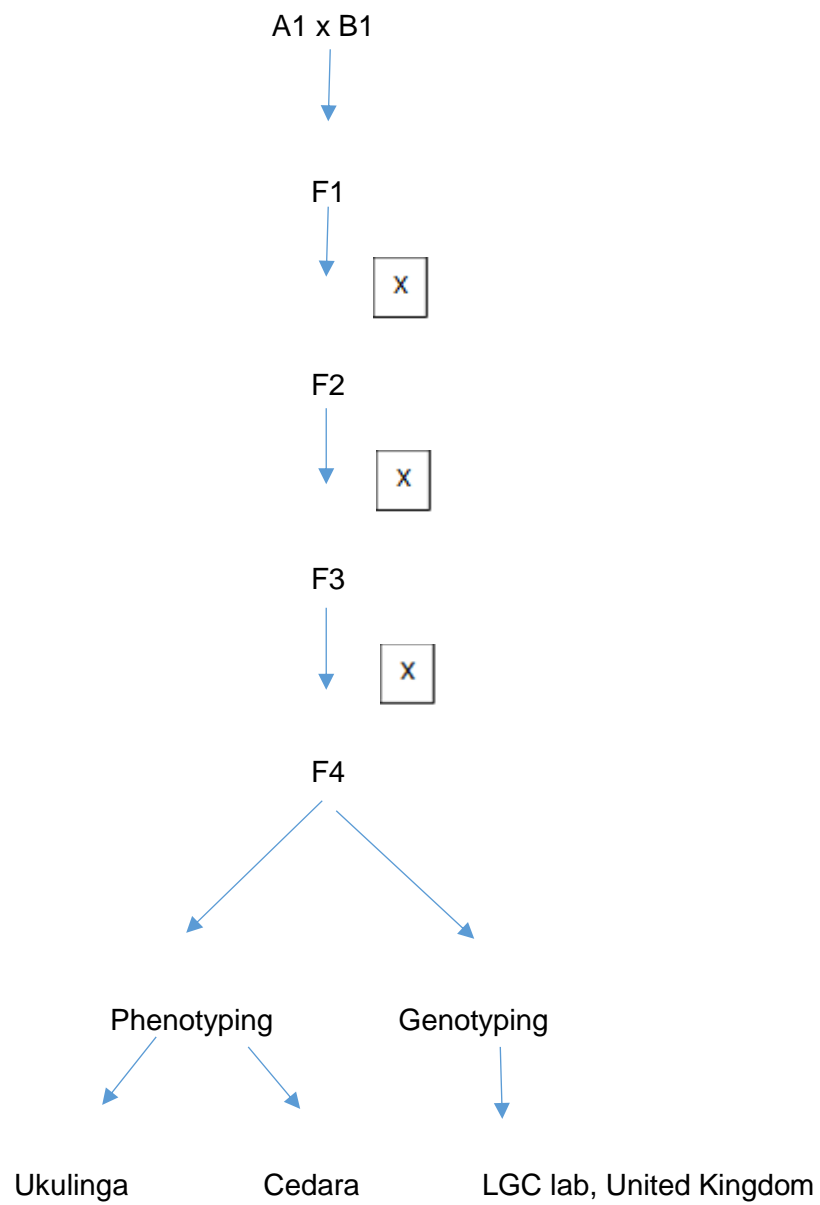 A1 x B1
F1
x
F2
x
F3
x
F4
Phenotyping Genotyping
Ukulinga Cedara LGC lab, United Kingdom